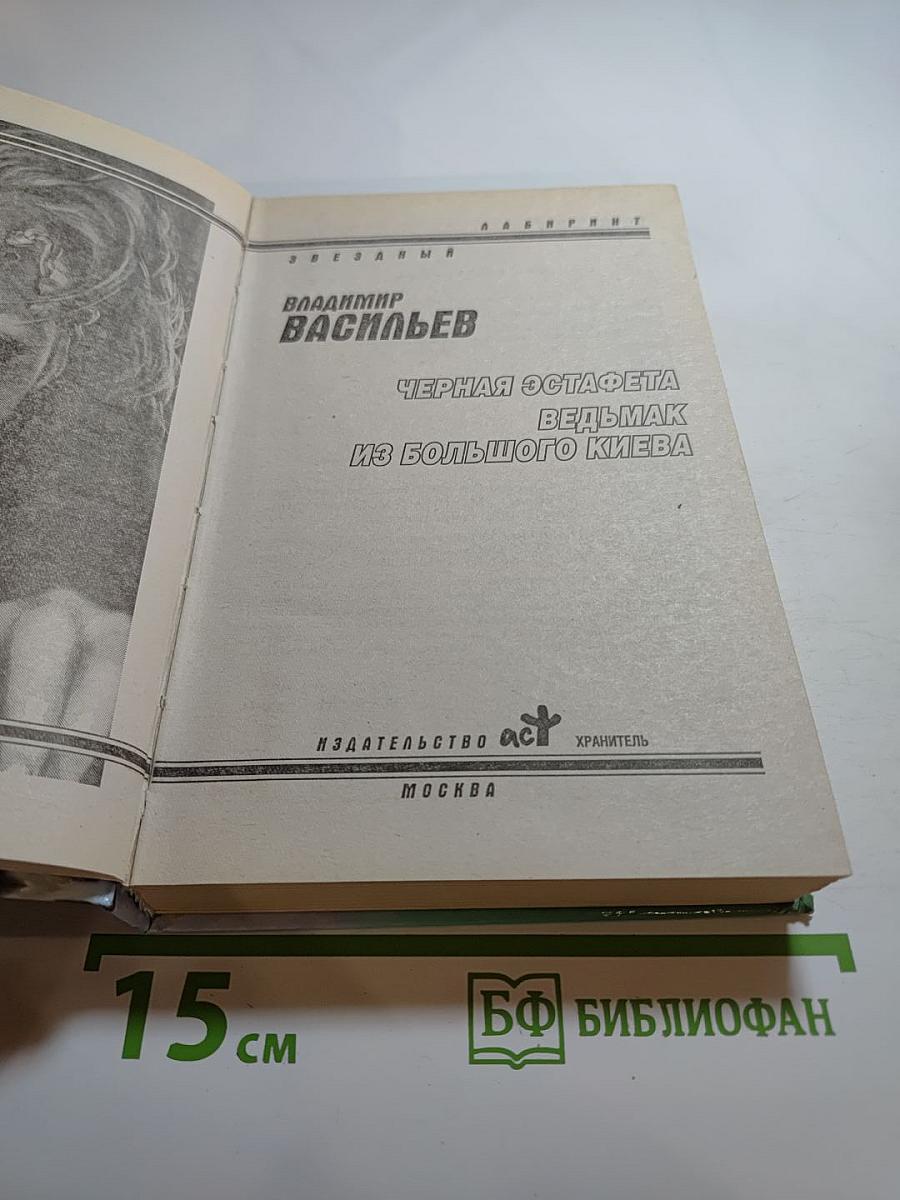 ЛАБИРИНТ
ЗВЕЗДНЫЙ
ВЛАДИМИР
ВАСИЛЬЕВ
ЧЕРНАЯ ЭСТАФЕТА
ВЕДЬМАК
ИЗ БОЛЬШОГО КИЕВА
ИЗДАТЕЛЬСТВО аст ХРАНИТЕЛЬ
МОСКВА
15 см БФ БИБЛИОФАН